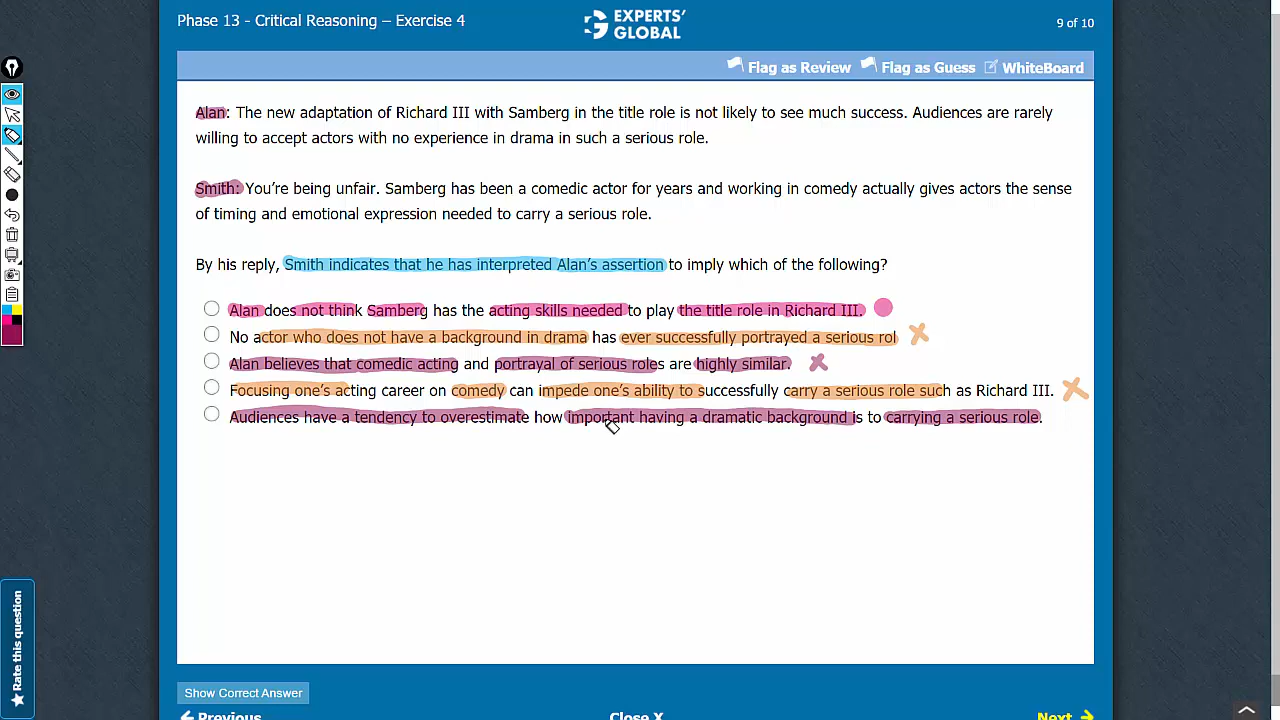 Phase 13 - Critical Reasoning – Exercise 4
EXPERTS'
GLOBAL
9 of 10
Flag as Review
Flag as Guess
WhiteBoard
Alan: The new adaptation of Richard III with Samberg in the title role is not likely to see much success. Audiences are rarely
willing to accept actors with no experience in drama in such a serious role.
Smith: You're being unfair. Samberg has been a comedic actor for years and working in comedy actually gives actors the sense
of timing and emotional expression needed to carry a serious role.
By his reply, Smith indicates that he has interpreted Alan's assertion to imply which of the following?
Alan does not think Samberg has the acting skills needed to play the title role in Richard III.
No actor who does not have a background in drama has ever successfully portrayed a serious rol
Alan believes that comedic acting and portrayal of serious roles are highly similar.
Focusing one's acting career on comedy can impede one's ability to successfully carry a serious role such as Richard III.
Audiences have a tendency to overestimate how important having a dramatic background is to carrying a serious role.
Rate this question
Show Correct Answer
Previous
Close X
Next